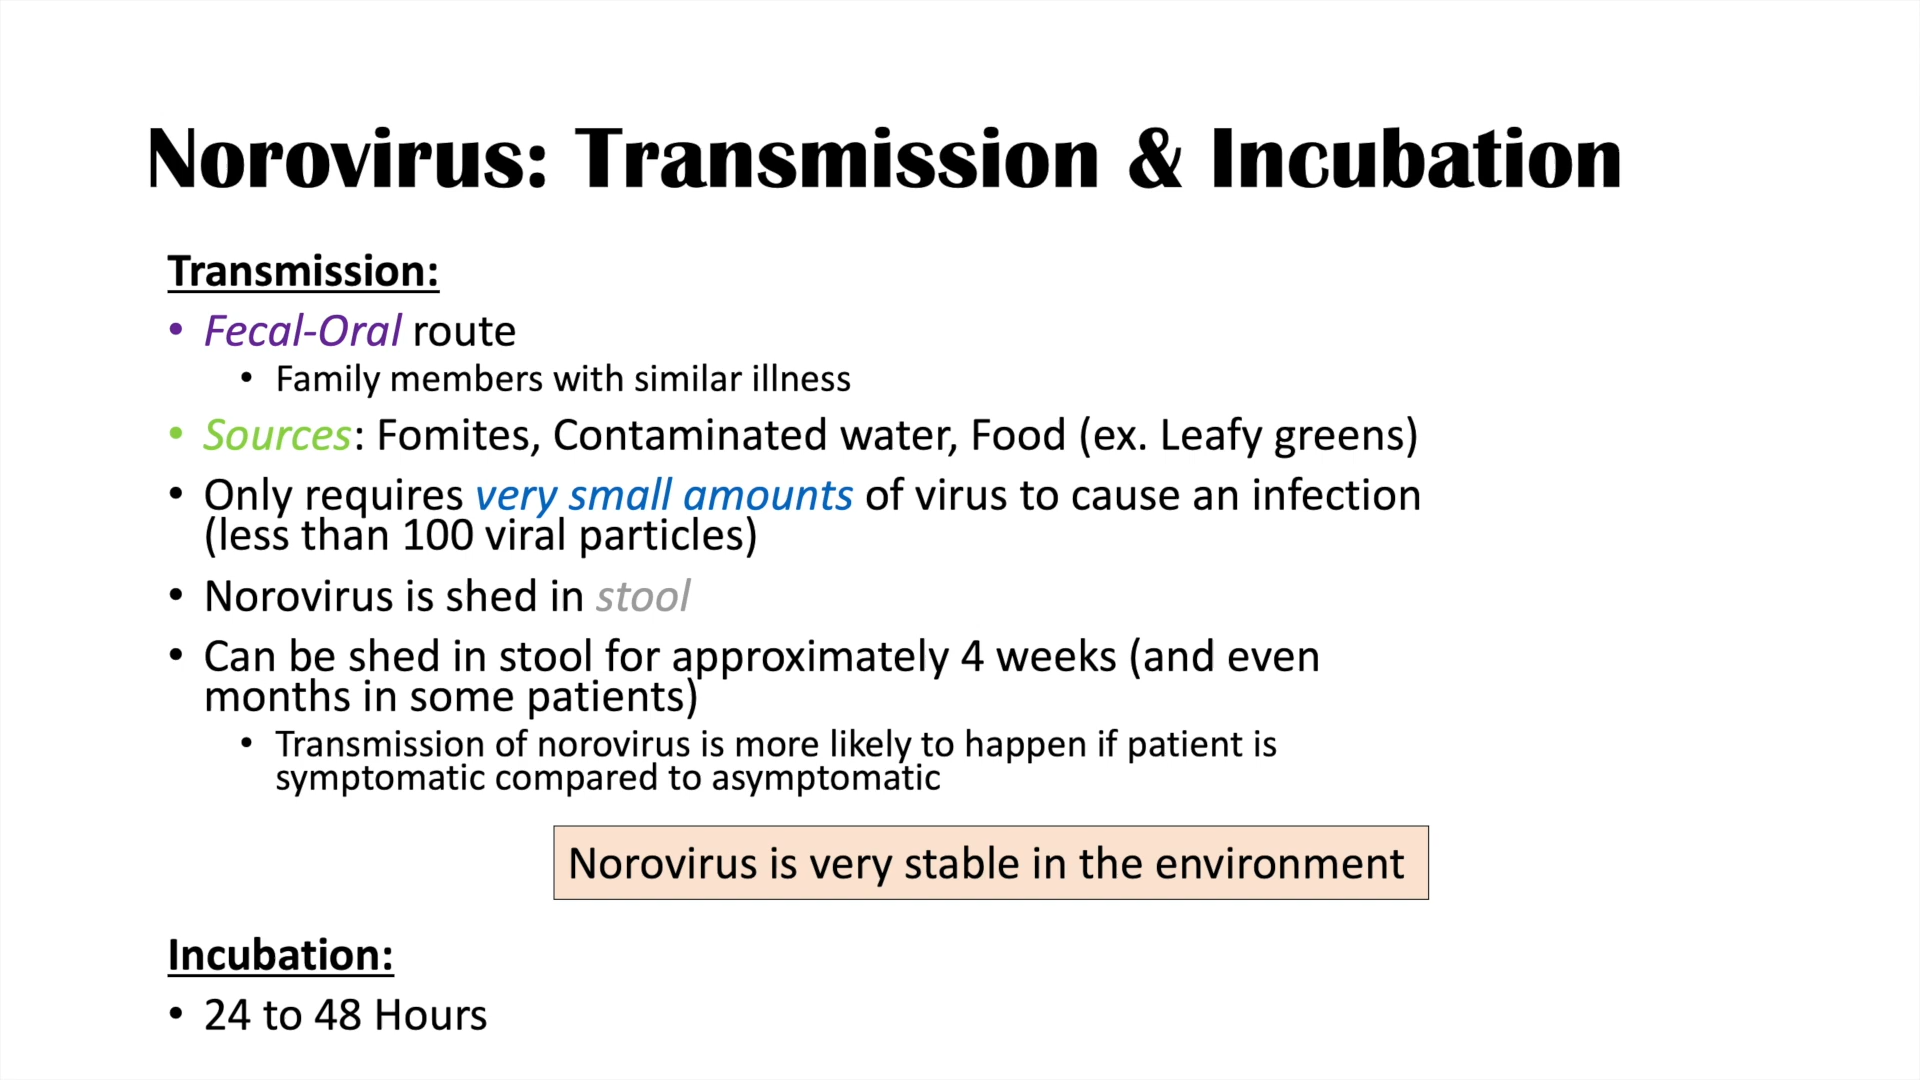 Norovirus: Transmission & Incubation
Transmission:
• Fecal-Oral route
• Family members with similar illness
• Sources: Fomites, Contaminated water, Food (ex. Leafy greens)
• Only requires very small amounts of virus to cause an infection
(less than 100 viral particles)
• Norovirus is shed in stool
• Can be shed in stool for approximately 4 weeks (and even
months in some patients)
• Transmission of norovirus is more likely to happen if patient is
symptomatic compared to asymptomatic
Norovirus is very stable in the environment
Incubation:
• 24 to 48 Hours